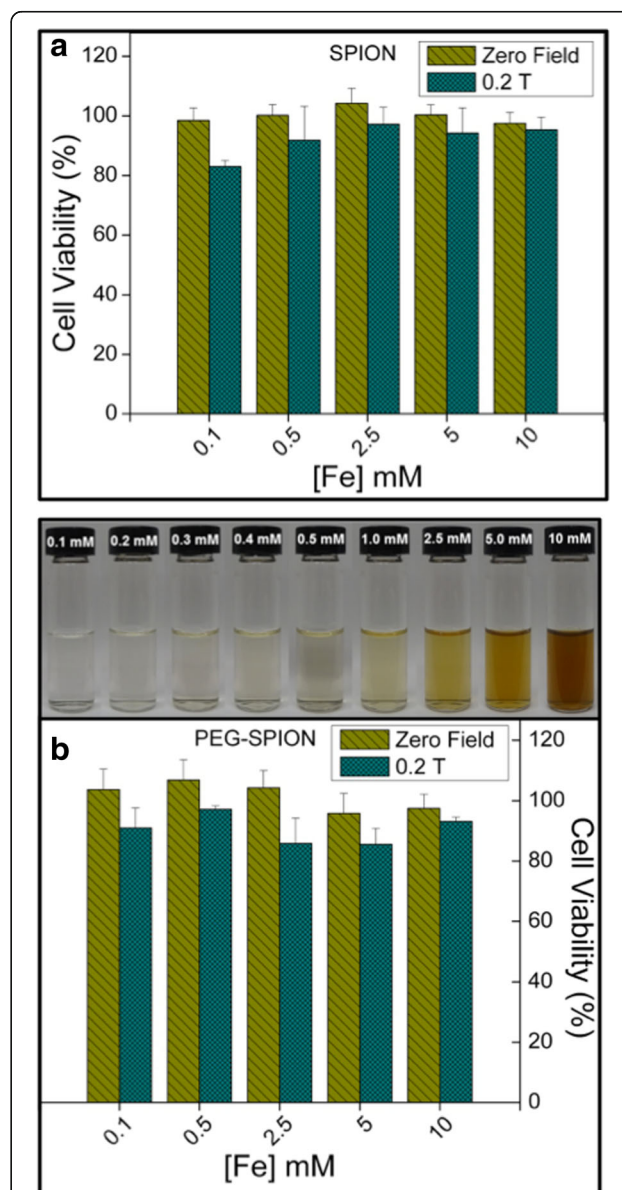 a
SPION
Zero Field
0.2 T
120
100
80
60
40
20
0
Cell Viability (%)
0.1 0.5 2.5 5 10
[Fe] mM
0.1 mM 0.2 mM 0.3 mM 0.4 mM 0.5 mM 1.0 mM 2.5 mM 5.0 mM 10 mM
b
PEG-SPION
Zero Field
0.2 T
120
100
80
60
40
20
0
Cell Viability (%)
0.1 0.5 2.5 5 10
[Fe] mM